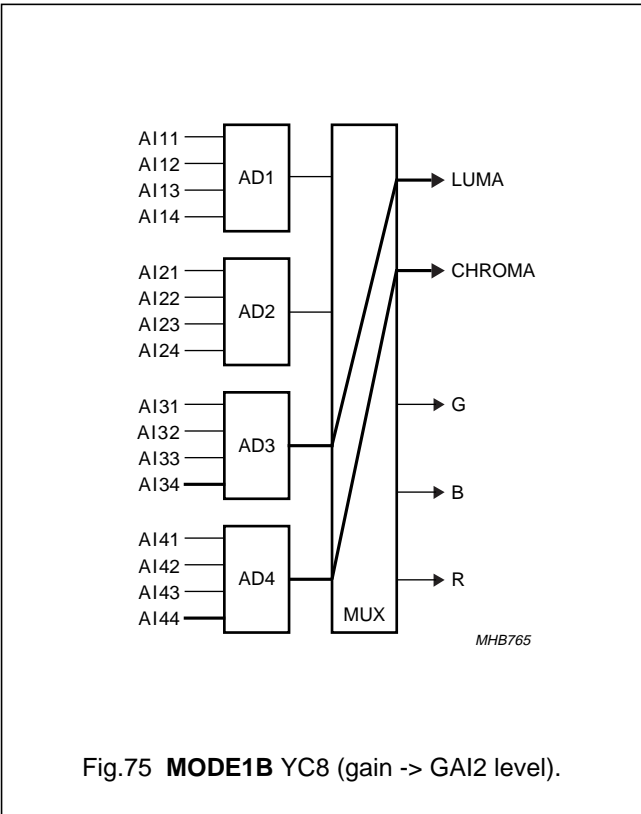 AI11
AI12
AI13
AI14
AD1
AI21
AI22
AI23
AI24
AD2
AI31
AI32
AI33
AI34
AD3
AI41
AI42
AI43
AI44
AD4
MUX
LUMA
CHROMA
G
B
R
MHB765
Fig.75 MODE1B YC8 (gain -> GAI2 level).